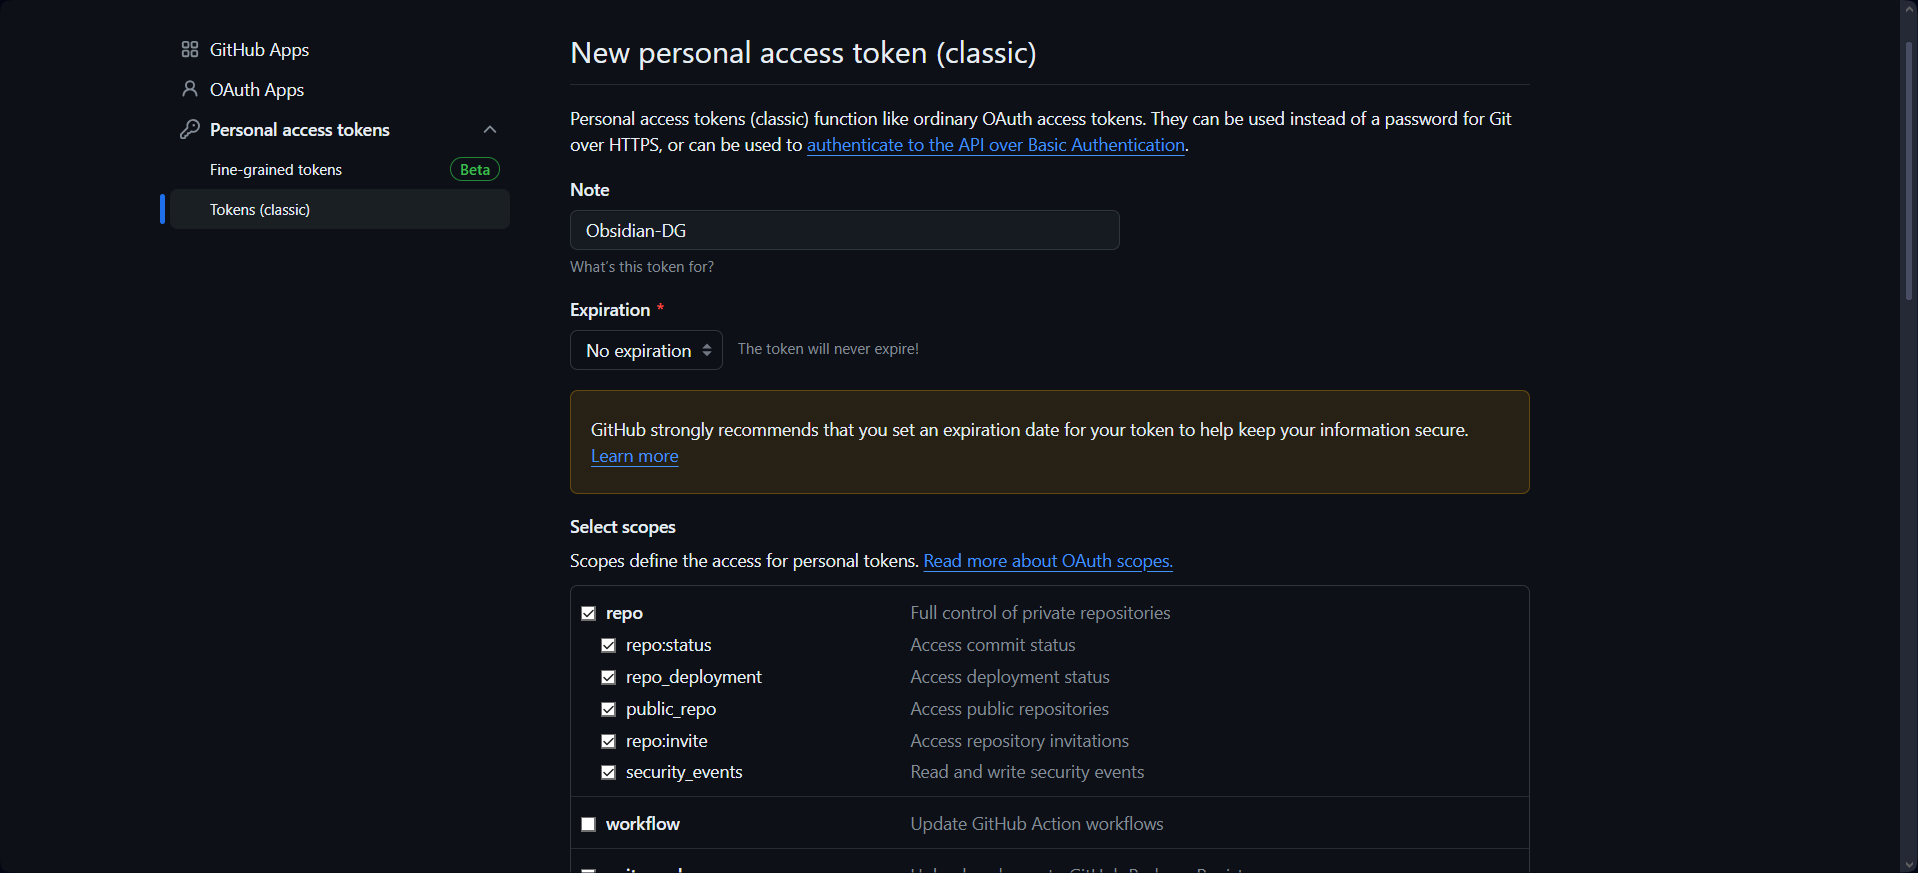 GitHub Apps
OAuth Apps
Personal access tokens
Fine-grained tokens
Beta
Tokens (classic)
New personal access token (classic)
Personal access tokens (classic) function like ordinary OAuth access tokens. They can be used instead of a password for Git
over HTTPS, or can be used to authenticate to the API over Basic Authentication.
Note
Obsidian-DG
What's this token for?
Expiration *
No expiration
The token will never expire!
GitHub strongly recommends that you set an expiration date for your token to help keep your information secure.
Learn more
Select scopes
Scopes define the access for personal tokens. Read more about OAuth scopes.
repo Full control of private repositories
repo:status Access commit status
repo_deployment Access deployment status
public_repo Access public repositories
repo:invite Access repository invitations
security_events Read and write security events
workflow Update GitHub Action workflows